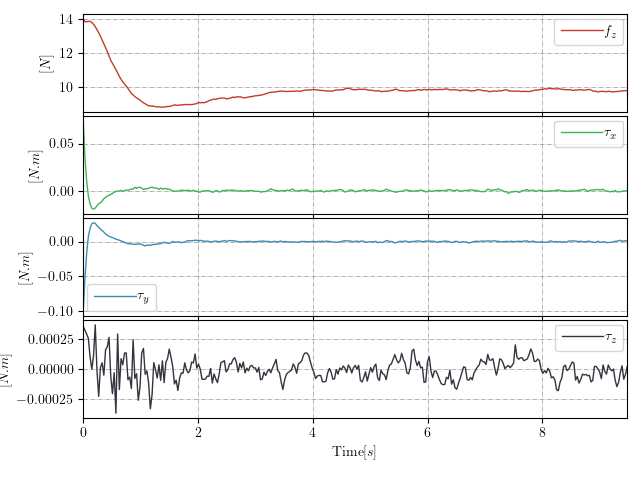 14
10
[N]
f_z
0.05
0.00
[N.m]
τ_x
0.00
−0.05
−0.10
[N.m]
τ_y
0.00025
0.00000
−0.00025
[N.m]
τ_z
0 2 4 6 8
Time[s]